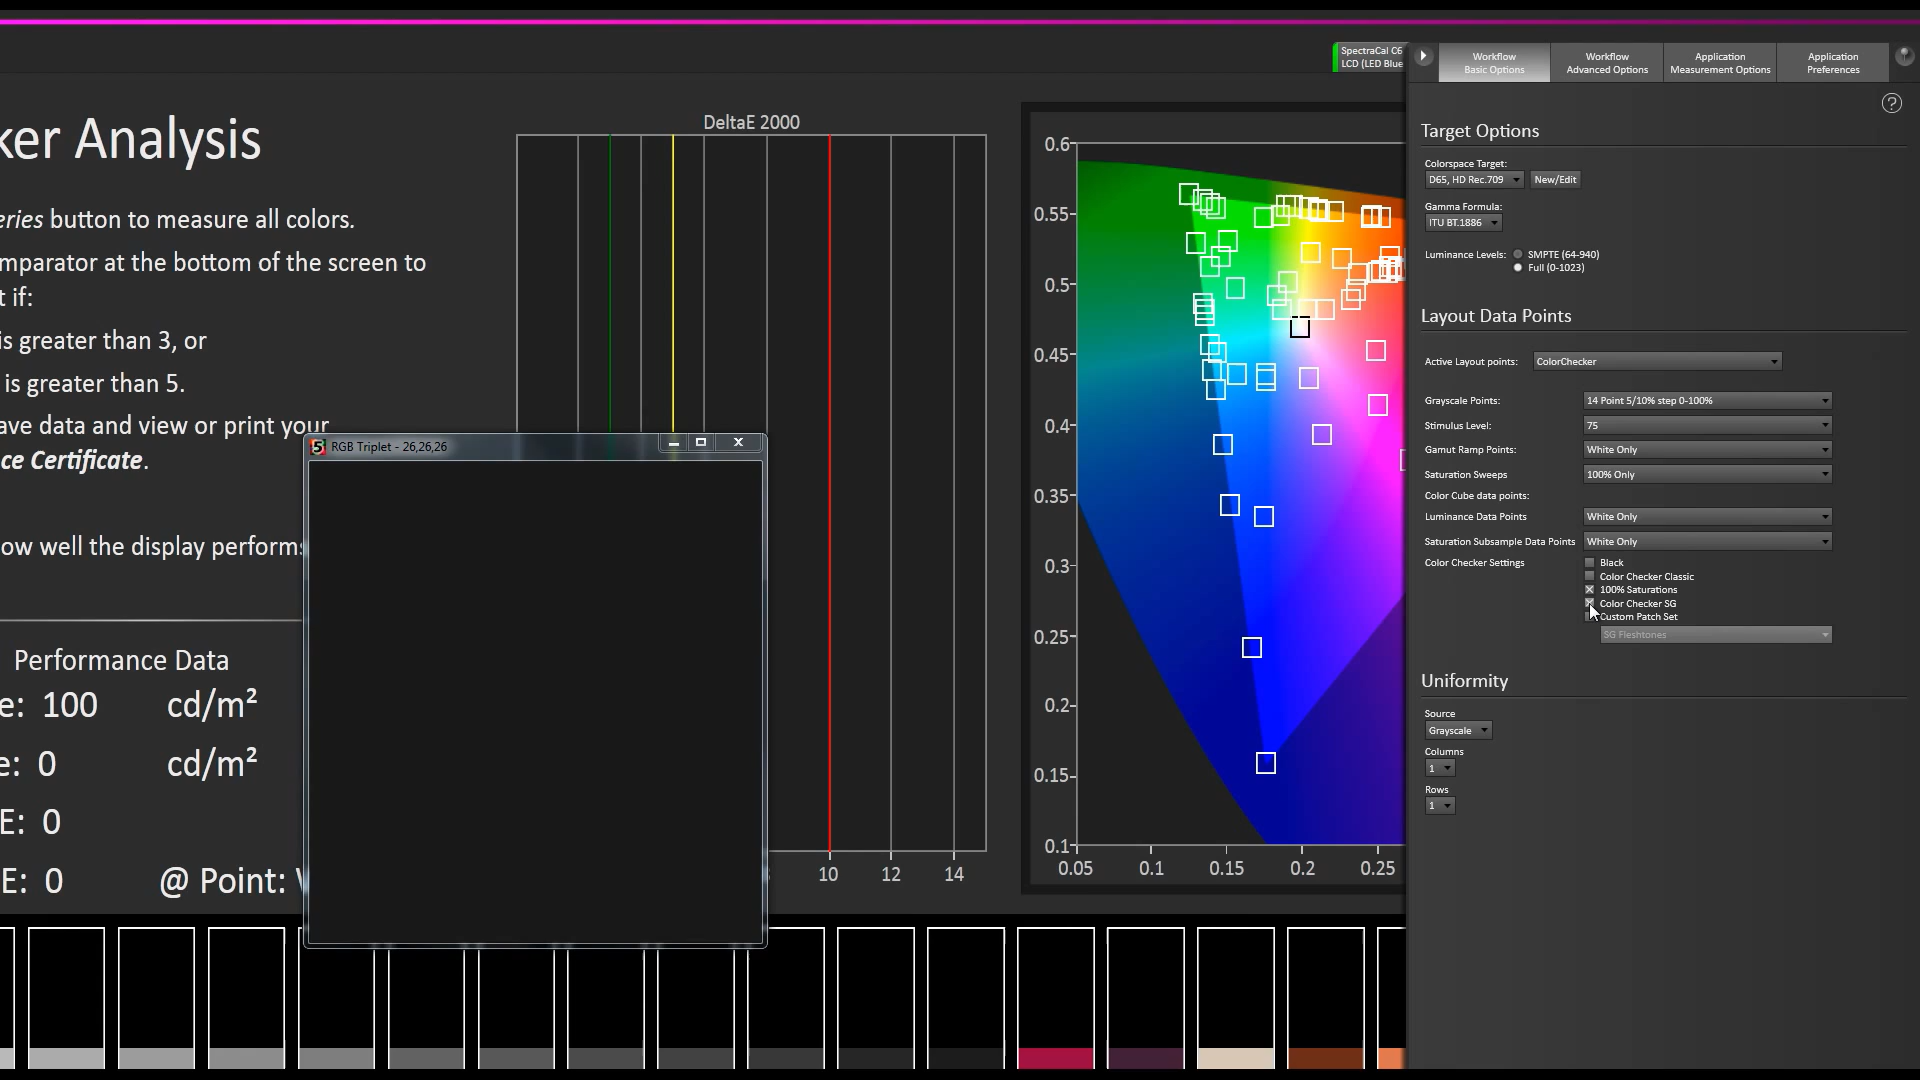 SpectraCal C6
LCD (LED Blue
Workflow
Basic Options
Workflow
Advanced Options
Application
Measurement Options
Application
Preferences
?
ker Analysis
eries button to measure all colors.
mparator at the bottom of the screen to
t if:
is greater than 3, or
is greater than 5.
ave data and view or print your
ce Certificate.
ow well the display performs
Performance Data
e: 100 cd/m²
e: 0 cd/m²
E: 0
E: 0 @ Point:
DeltaE 2000
10 12 14
5 RGB Triplet - 26,26,26
0.6
0.55
0.5
0.45
0.4
0.35
0.3
0.25
0.2
0.15
0.1
0.05 0.1 0.15 0.2 0.25
Target Options
Colorspace Target:
D65, HD Rec.709 New/Edit
Gamma Formula:
ITU BT.1886
Luminance Levels: SMPTE (64-940)
Full (0-1023)
Layout Data Points
Active Layout points: ColorChecker
Grayscale Points: 14 Point 5/10% step 0-100%
Stimulus Level: 75
Gamut Ramp Points: White Only
Saturation Sweeps 100% Only
Color Cube data points:
Luminance Data Points White Only
Saturation Subsample Data Points White Only
Color Checker Settings Black
Color Checker Classic
100% Saturations
Color Checker SG
Custom Patch Set
SG Fleshtones
Uniformity
Source
Grayscale
Columns
1
Rows
1